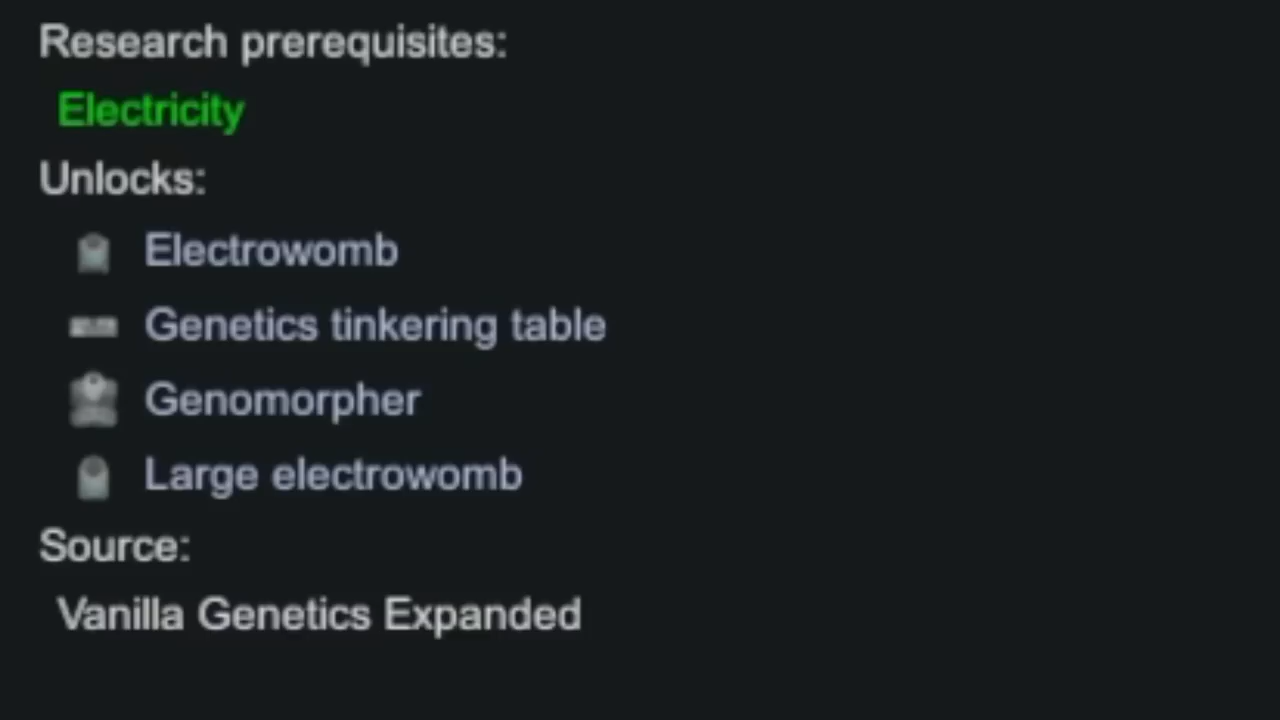 Research prerequisites:
Electricity
Unlocks:
Electrowomb
Genetics tinkering table
Genomorpher
Large electrowomb
Source:
Vanilla Genetics Expanded